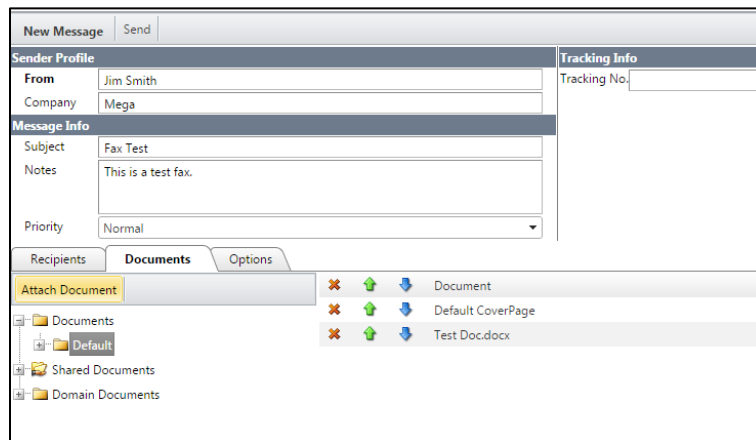 New Message Send
Sender Profile Tracking Info
From Jim Smith Tracking No.
Company Mega
Message Info
Subject Fax Test
Notes This is a test fax.
Priority Normal
Recipients Documents Options
Attach Document Document
Default CoverPage
Documents
Test Doc.docx
Default
Shared Documents
Domain Documents